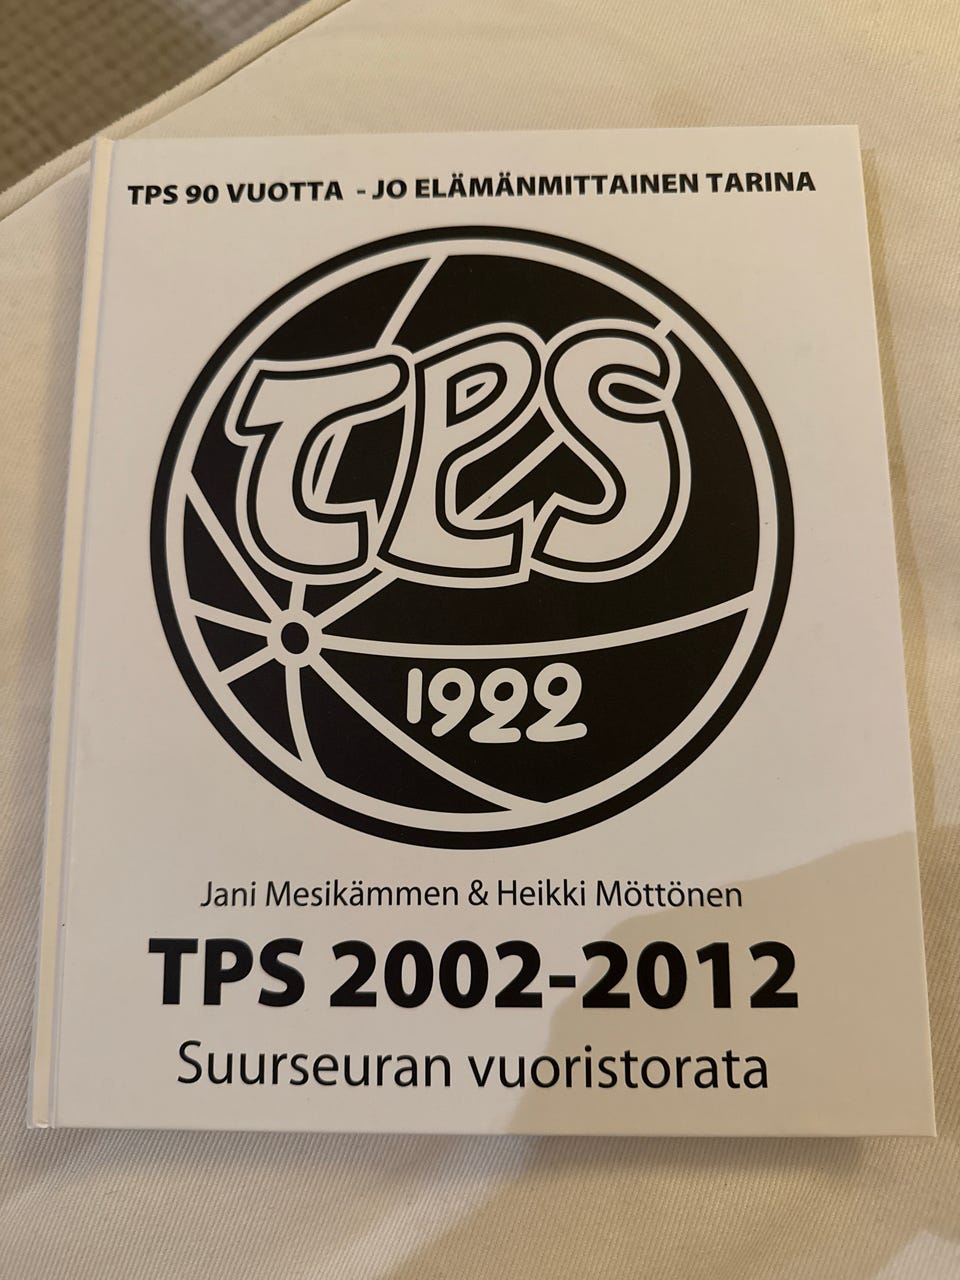 TPS 90 VUOTTA - JO ELÄMÄNMITTAINEN TARINA
TPS
1922
Jani Mesikämmen & Heikki Möttönen
TPS 2002-2012
Suurseuran vuoristorata